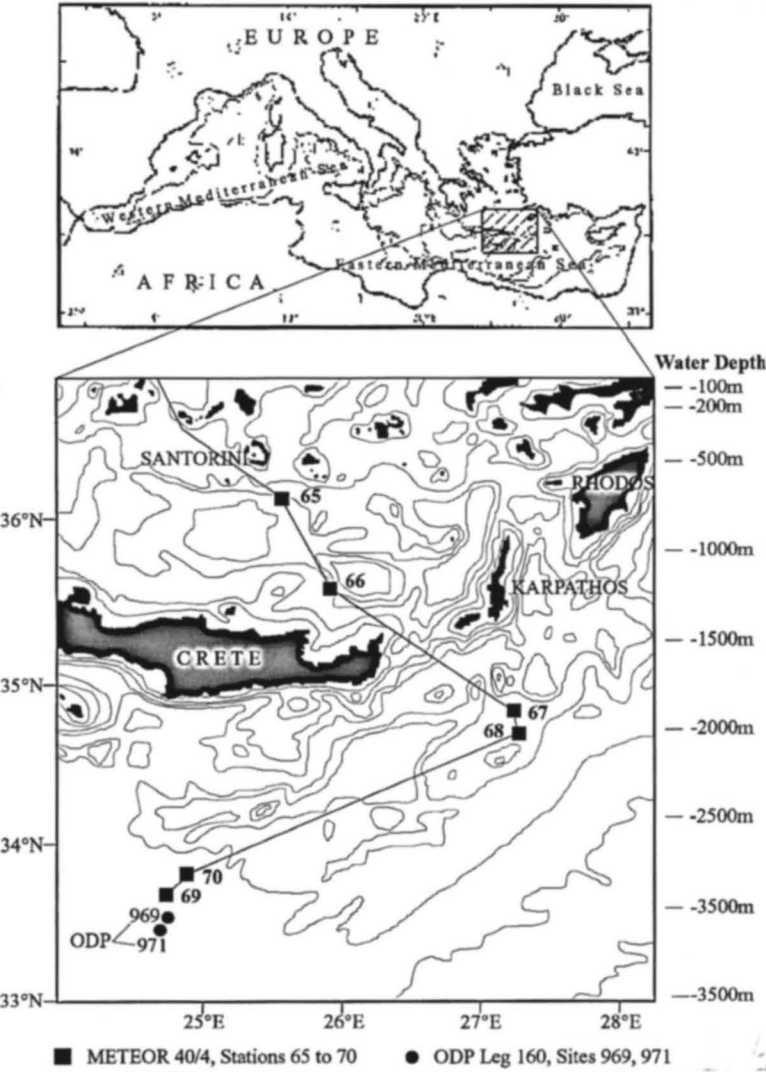 EUROPE
Black Sea
Western Mediterranean Sea
Eastern Mediterranean Sea
AFRICA
Water Depth
-100m
-200m
SANTORINI
-500m
RHODOS
65
36°N
-1000m
66
KARPATHOS
CRETE
-1500m
35°N
67
68
-2000m
-2500m
34°N
70
69
-3500m
969
ODP
971
33°N
-3500m
25°E 26°E 27°E 28°E
METEOR 40/4, Stations 65 to 70 ODP Leg 160, Sites 969, 971